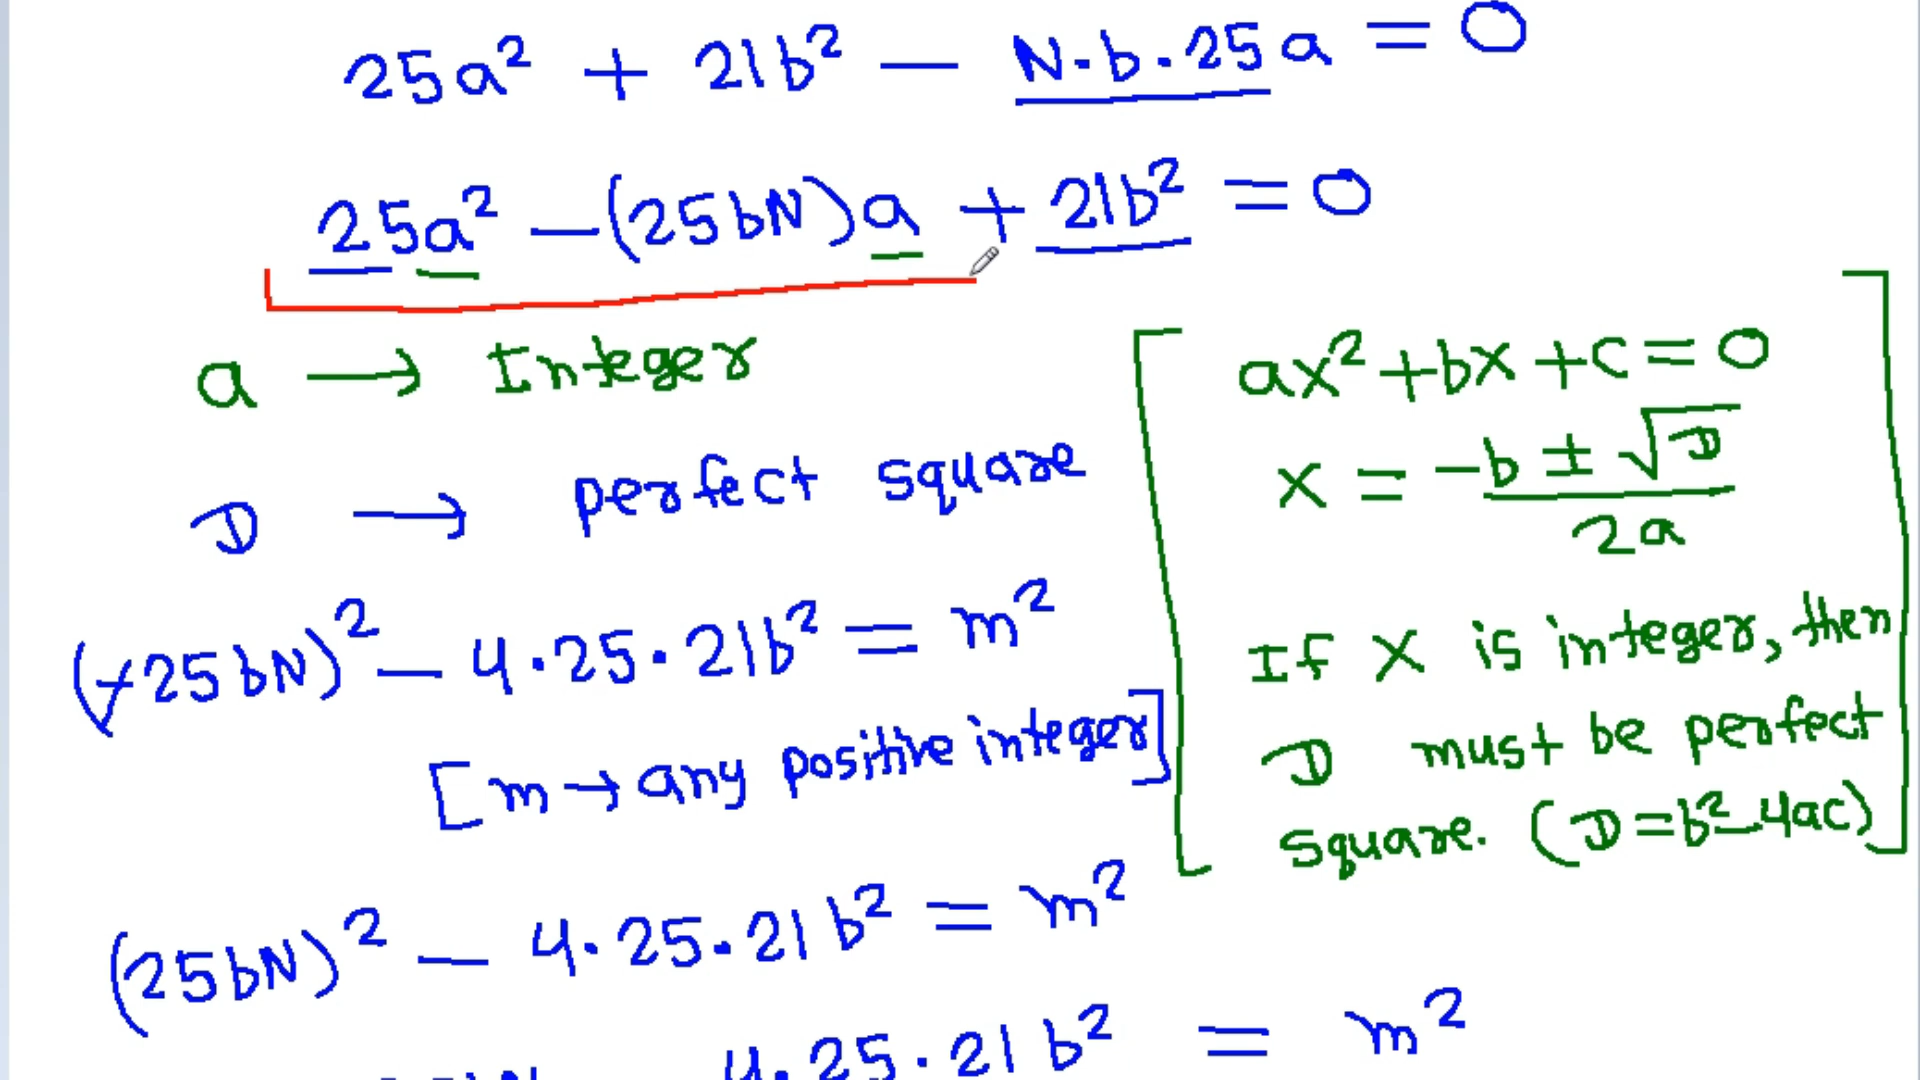 25a² + 21b² — N·b·25a = 0
25a² —(25bN)a + 21b² = 0
a → Integer
D → perfect square
(-25bN)² — 4·25·21b² = m²
[m → any positive integer]
ax² + bx + c = 0
x = -b ± √D
2a
If X is integer, then
D must be perfect
square. (D = b² - 4ac)
(25bN)² — 4·25·21b² = m²
4·25·21b² = m²